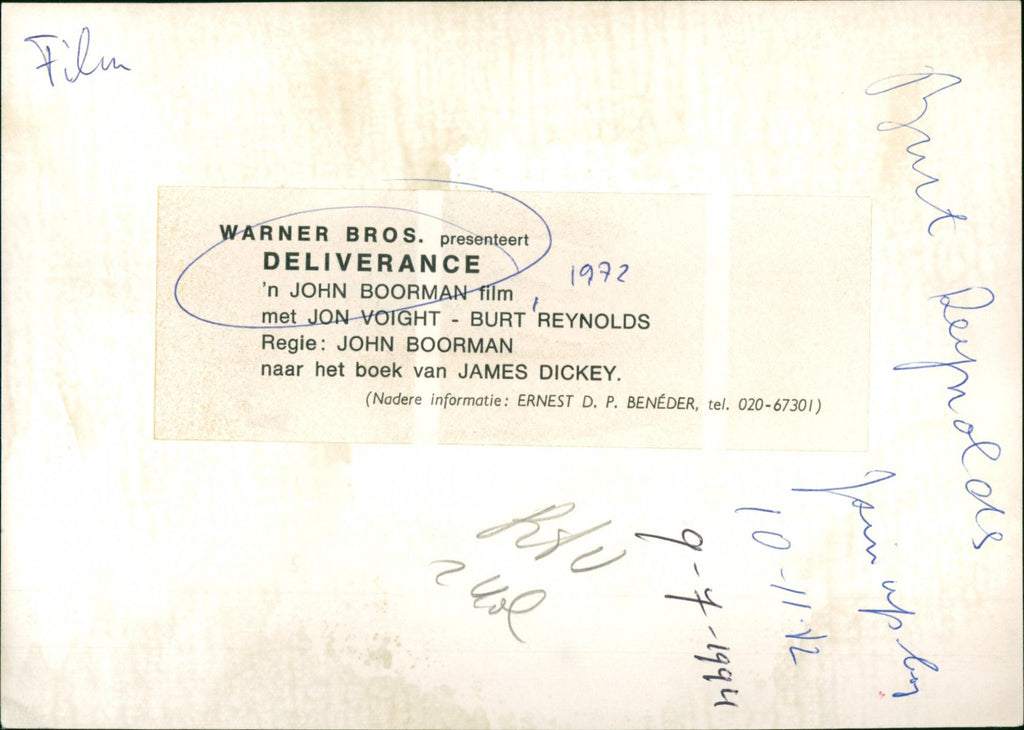 Film
WARNER BROS. presenteert
DELIVERANCE
'n JOHN BOORMAN film
1972
met JON VOIGHT - BURT REYNOLDS
Regie: JOHN BOORMAN
naar het boek van JAMES DICKEY.
(Nadere informatie: ERNEST D. P. BENÉDER, tel. 020-67301)
Burt Reynolds
10-11-72
9-7-1994